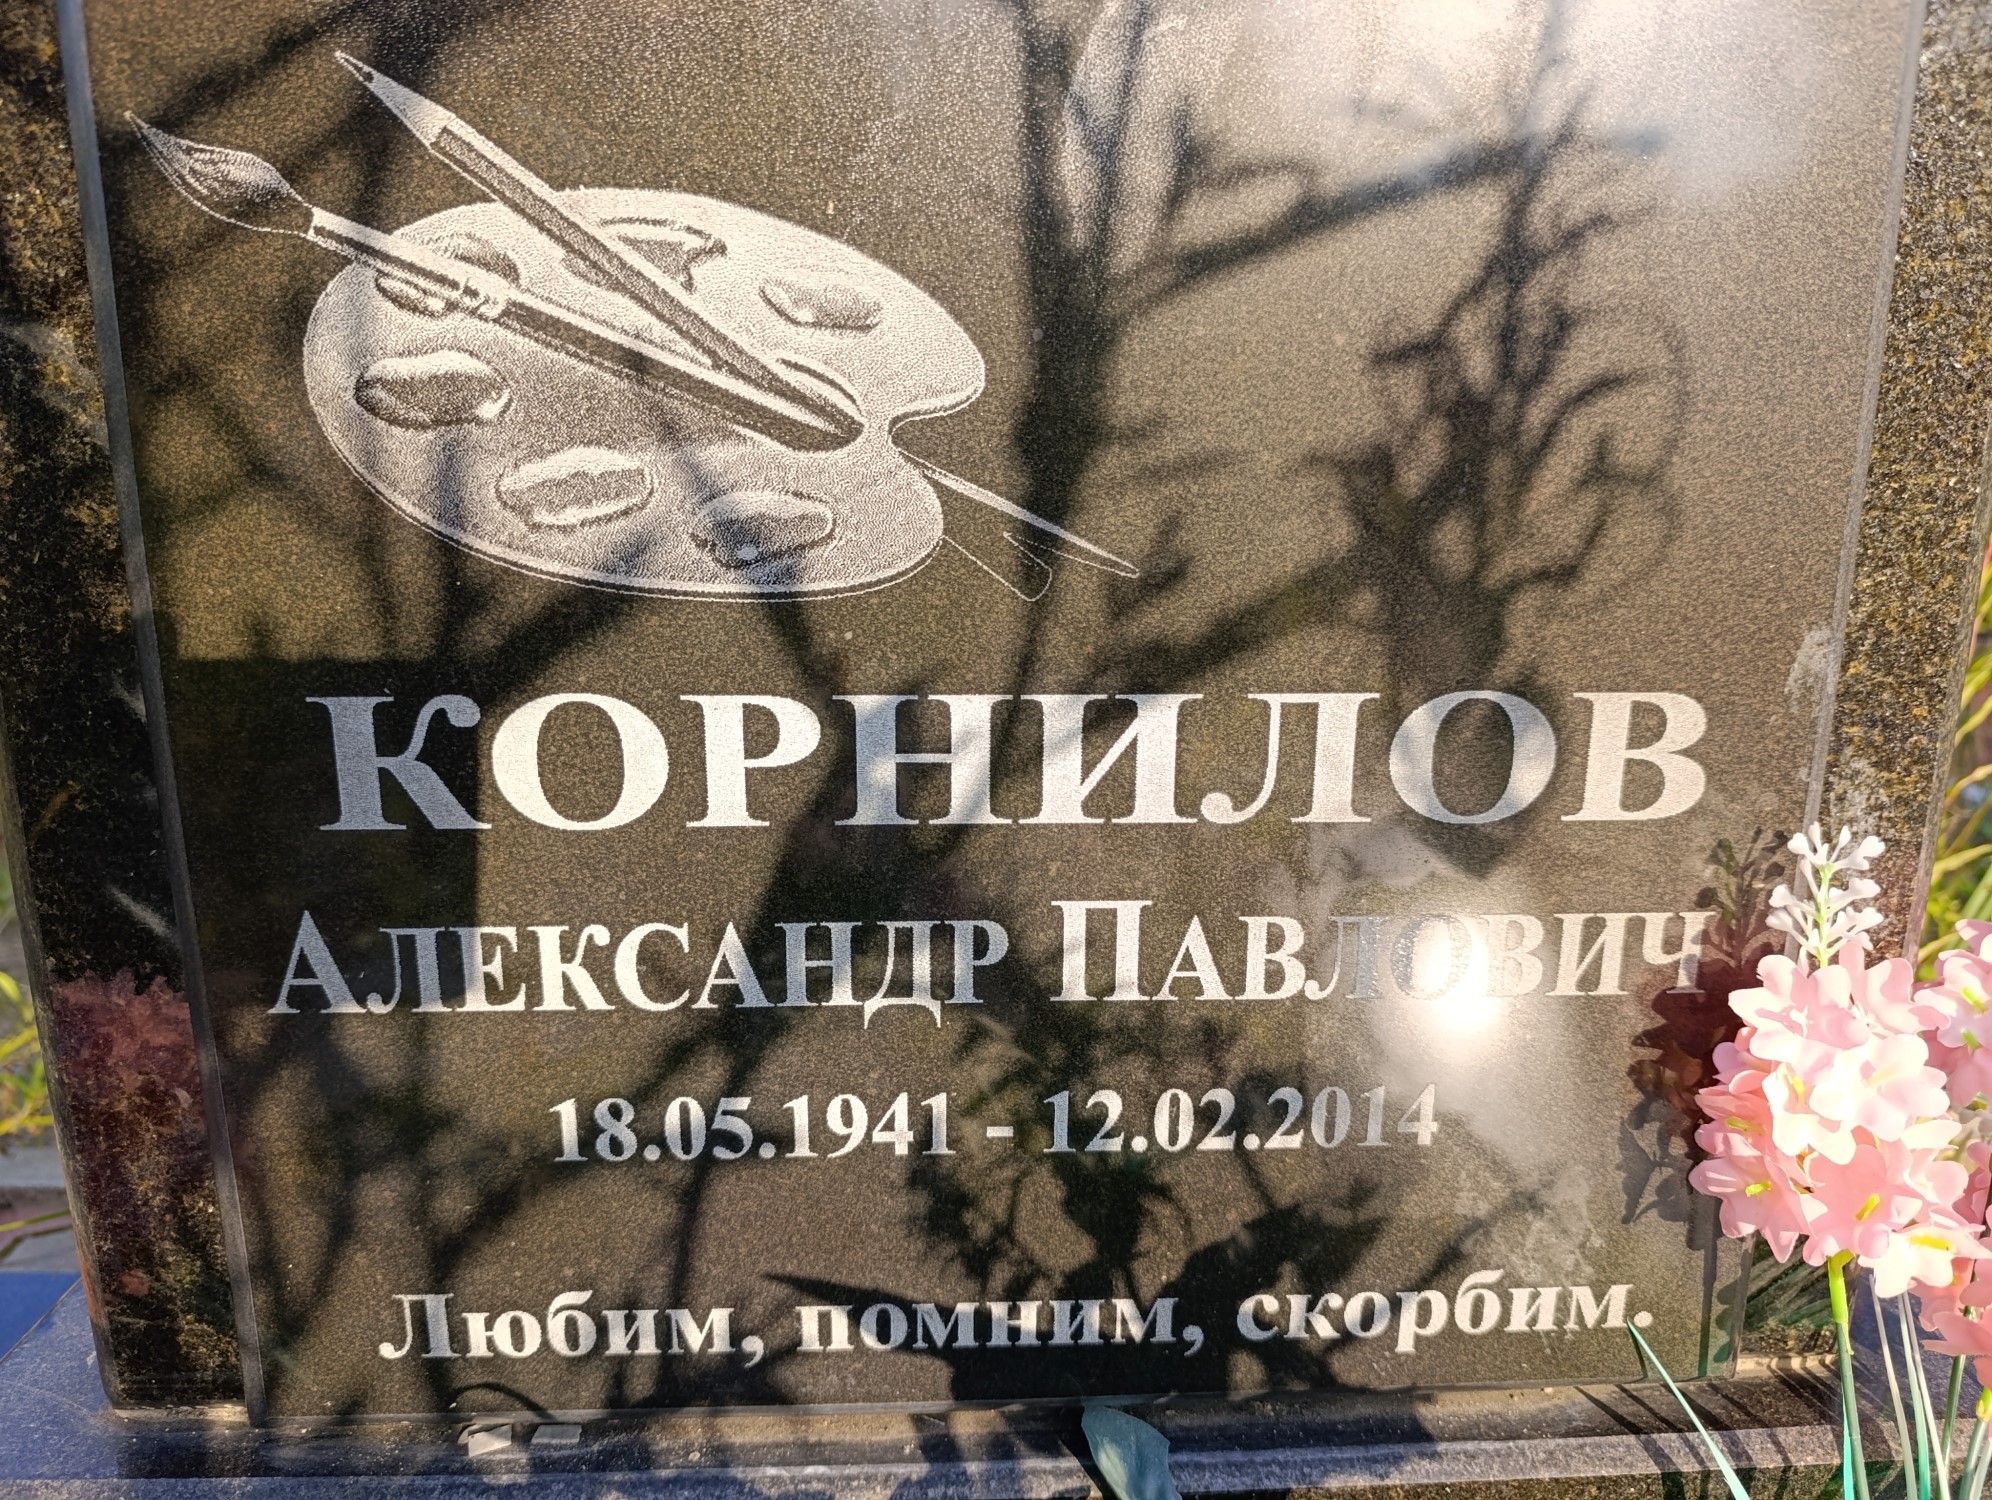 КОРНИЛОВ
АЛЕКСАНДР ПАВЛОВИЧ
18.05.1941 - 12.02.2014
Любим, помним, скорбим.